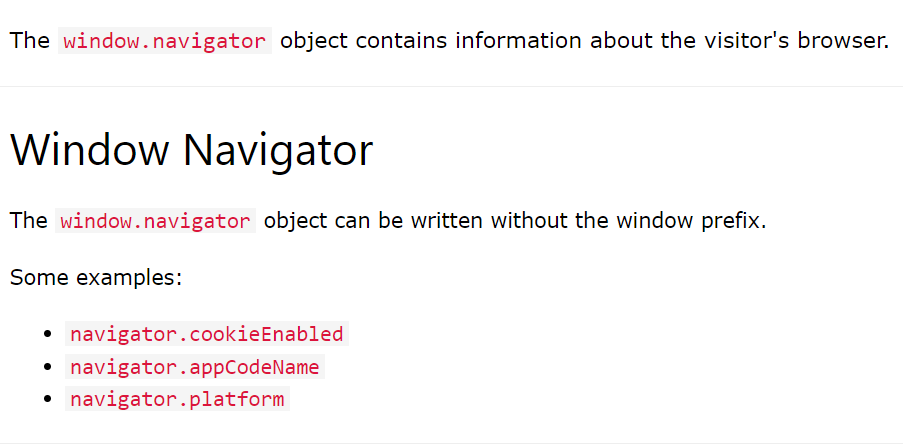 The window.navigator object contains information about the visitor's browser.
Window Navigator
The window.navigator object can be written without the window prefix.
Some examples:
navigator.cookieEnabled
navigator.appCodeName
navigator.platform